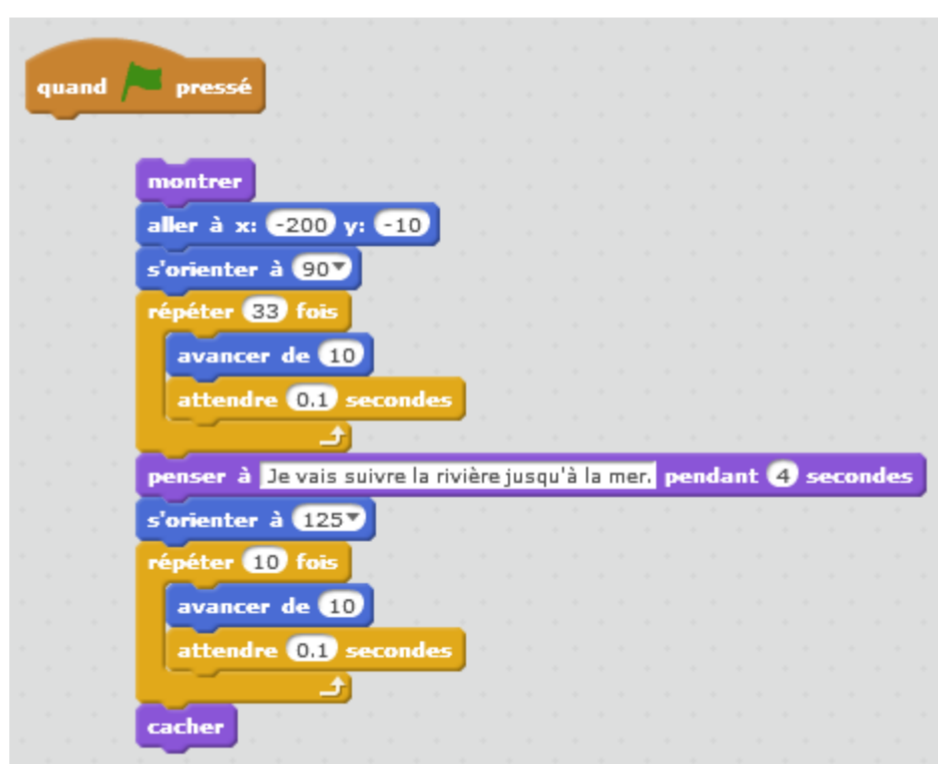 quand pressé
montrer
aller à x: -200 y: -10
s'orienter à 90
répéter 33 fois
avancer de 10
attendre 0.1 secondes
penser à Je vais suivre la rivière jusqu'à la mer. pendant 4 secondes
s'orienter à 125
répéter 10 fois
avancer de 10
attendre 0.1 secondes
cacher